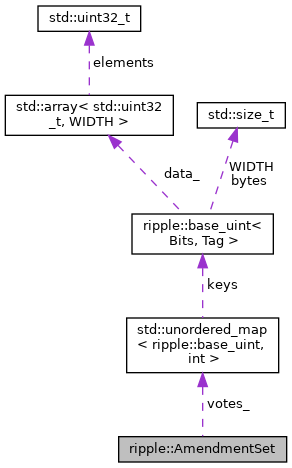 std::uint32_t
elements
std::array< std::uint32
_t, WIDTH >
std::size_t
data_
WIDTH
bytes
ripple::base_uint<
Bits, Tag >
keys
std::unordered_map
< ripple::base_uint,
int >
votes_
ripple::AmendmentSet